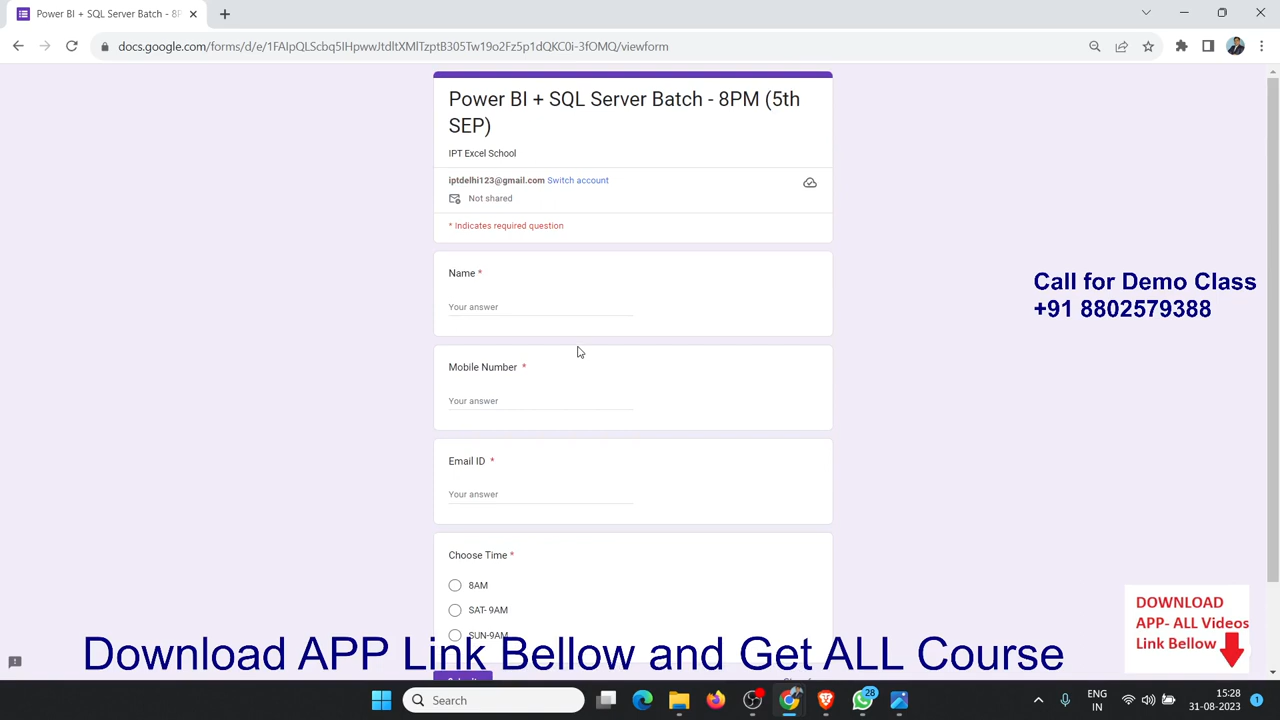 Power BI + SQL Server Batch - 8P
docs.google.com/forms/d/e/1FAIpQLScbq5IHpwwJtdltXMlTzptB305Tw19o2Fz5p1dQKC0i-3fOMQ/viewform
Power BI + SQL Server Batch - 8PM (5th
SEP)
IPT Excel School
iptdelhi123@gmail.com Switch account
Not shared
* Indicates required question
Name *
Your answer
Mobile Number *
Your answer
Email ID *
Your answer
Choose Time *
8AM
SAT- 9AM
SUN-9AM
Call for Demo Class
+91 8802579388
DOWNLOAD
APP- ALL Videos
Link Bellow
Download APP Link Bellow and Get ALL Course
Search
28
ENG
IN
15:28
31-08-2023
1